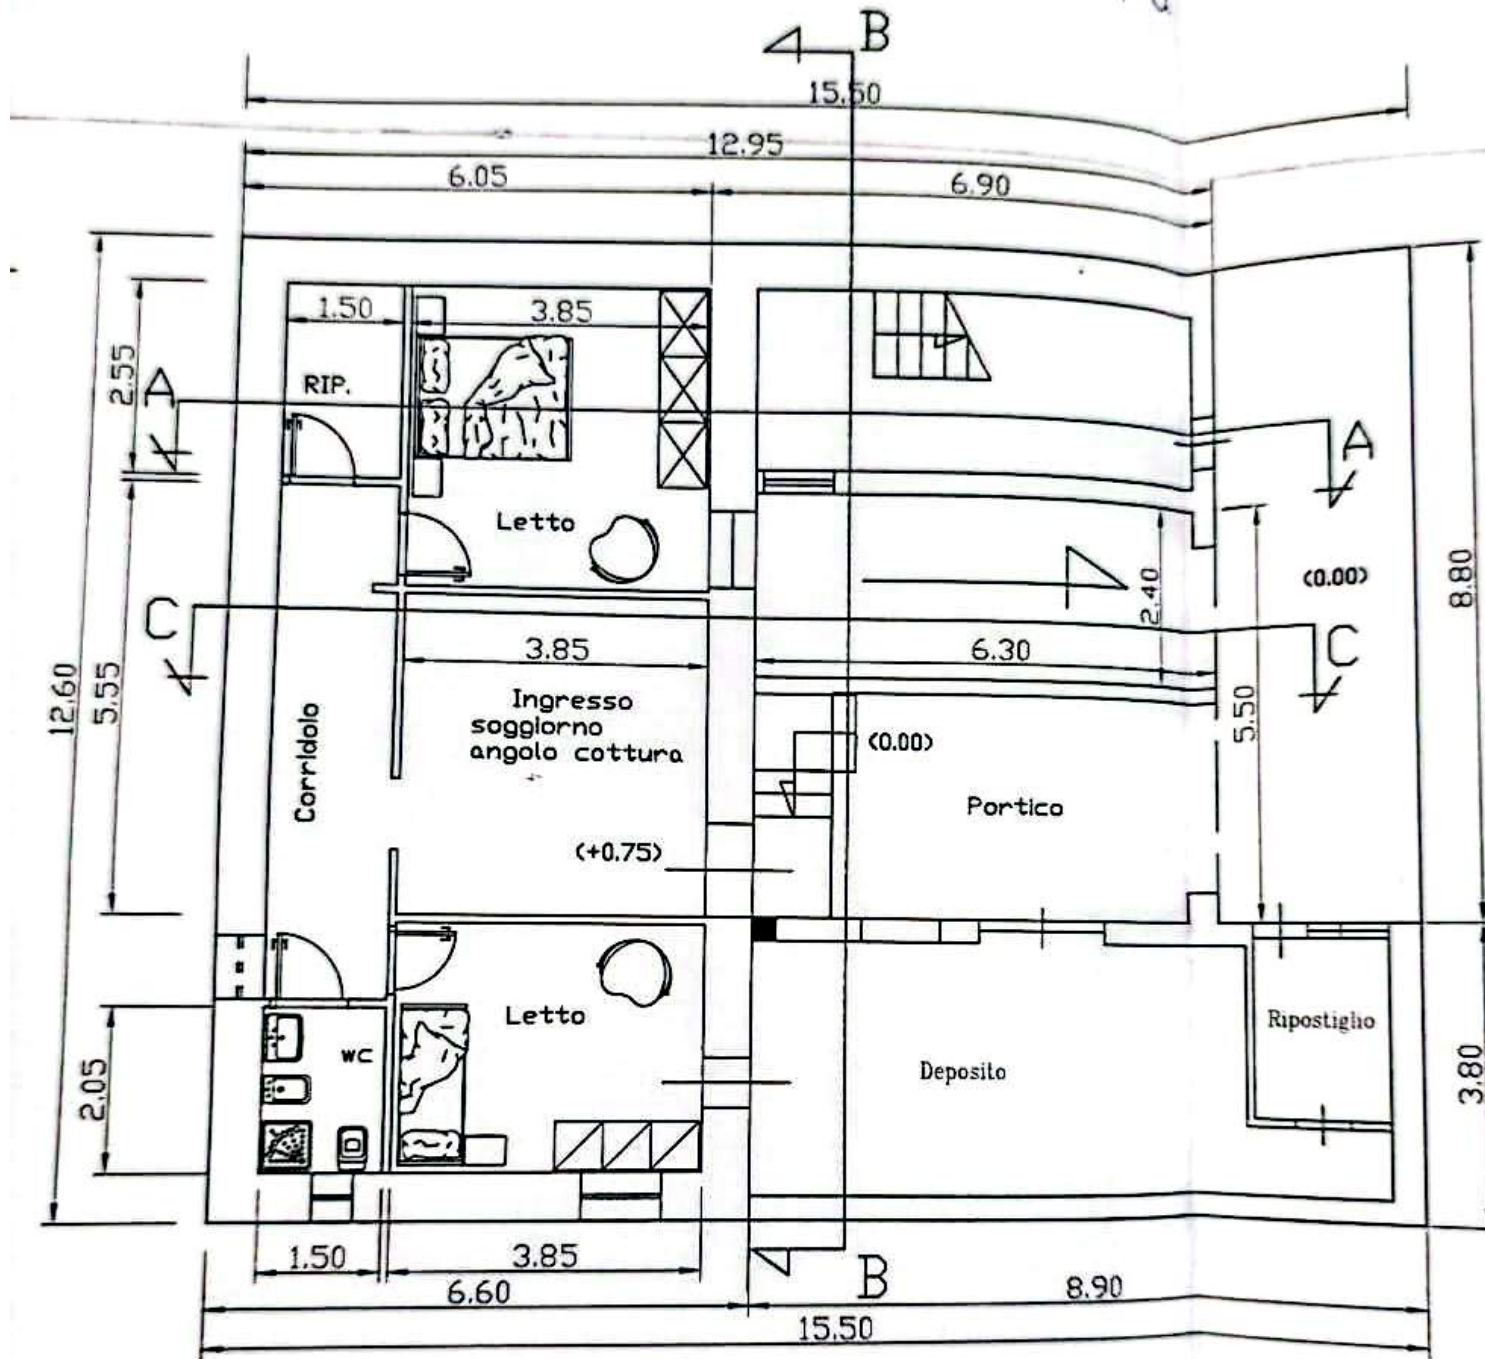 B
15.50
12.95
6.05
6.90
1.50
3.85
2.55
A
RIP.
A
Letto
(0.00)
8.80
2.40
C
3.85
6.30
C
12.60
5.55
Ingresso
soggiorno
angolo cottura
Corridoio
5.50
(0.00)
Portico
(+0.75)
Letto
WC
Ripostiglio
Deposito
2.05
3.80
1.50
3.85
B
6.60
8.90
15.50